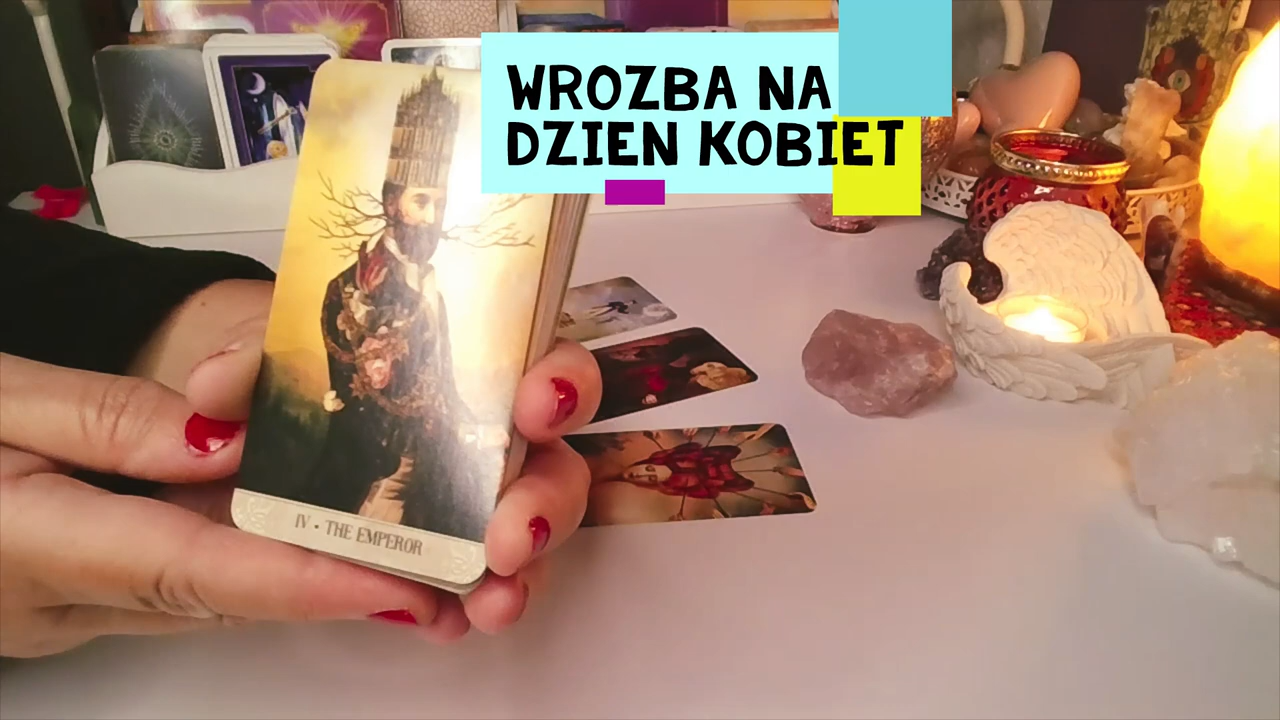 WROZBA NA
DZIEN KOBIET
IV • THE EMPEROR